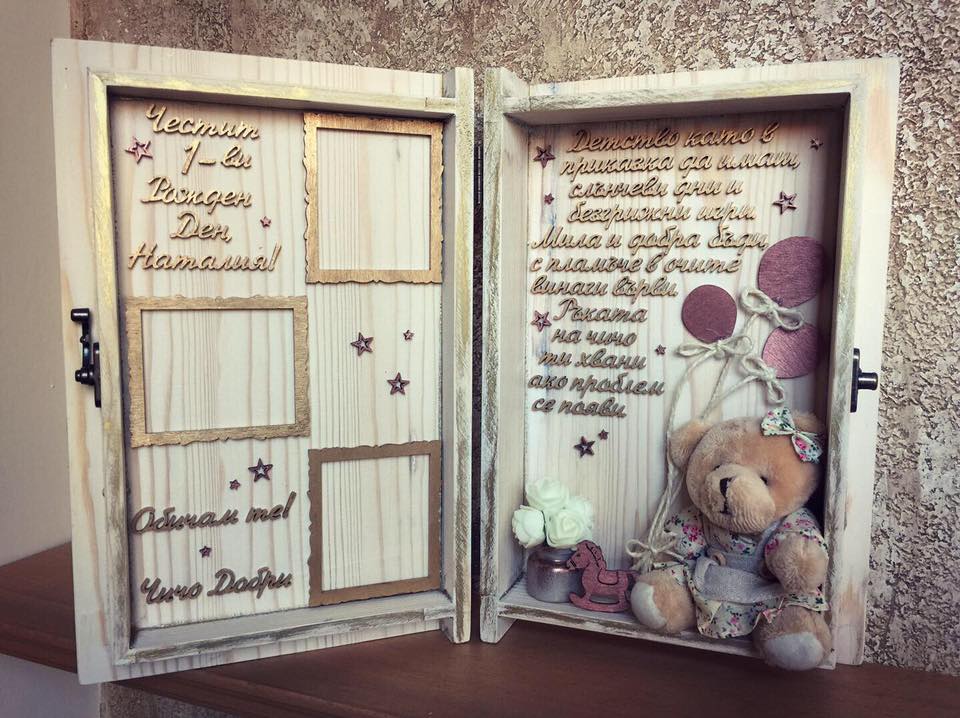 Честит
1-ви
Рожден
Ден,
Наталия!
Обичам те!
Чичо Добри
Детство като в
приказка да имаш,
слънчеви дни и
безгрижни игри.
Мила и добра бъди,
с пламъче в очите
винаги върви.
Ръката
на чичо
ти хвани
ако проблем
се появи